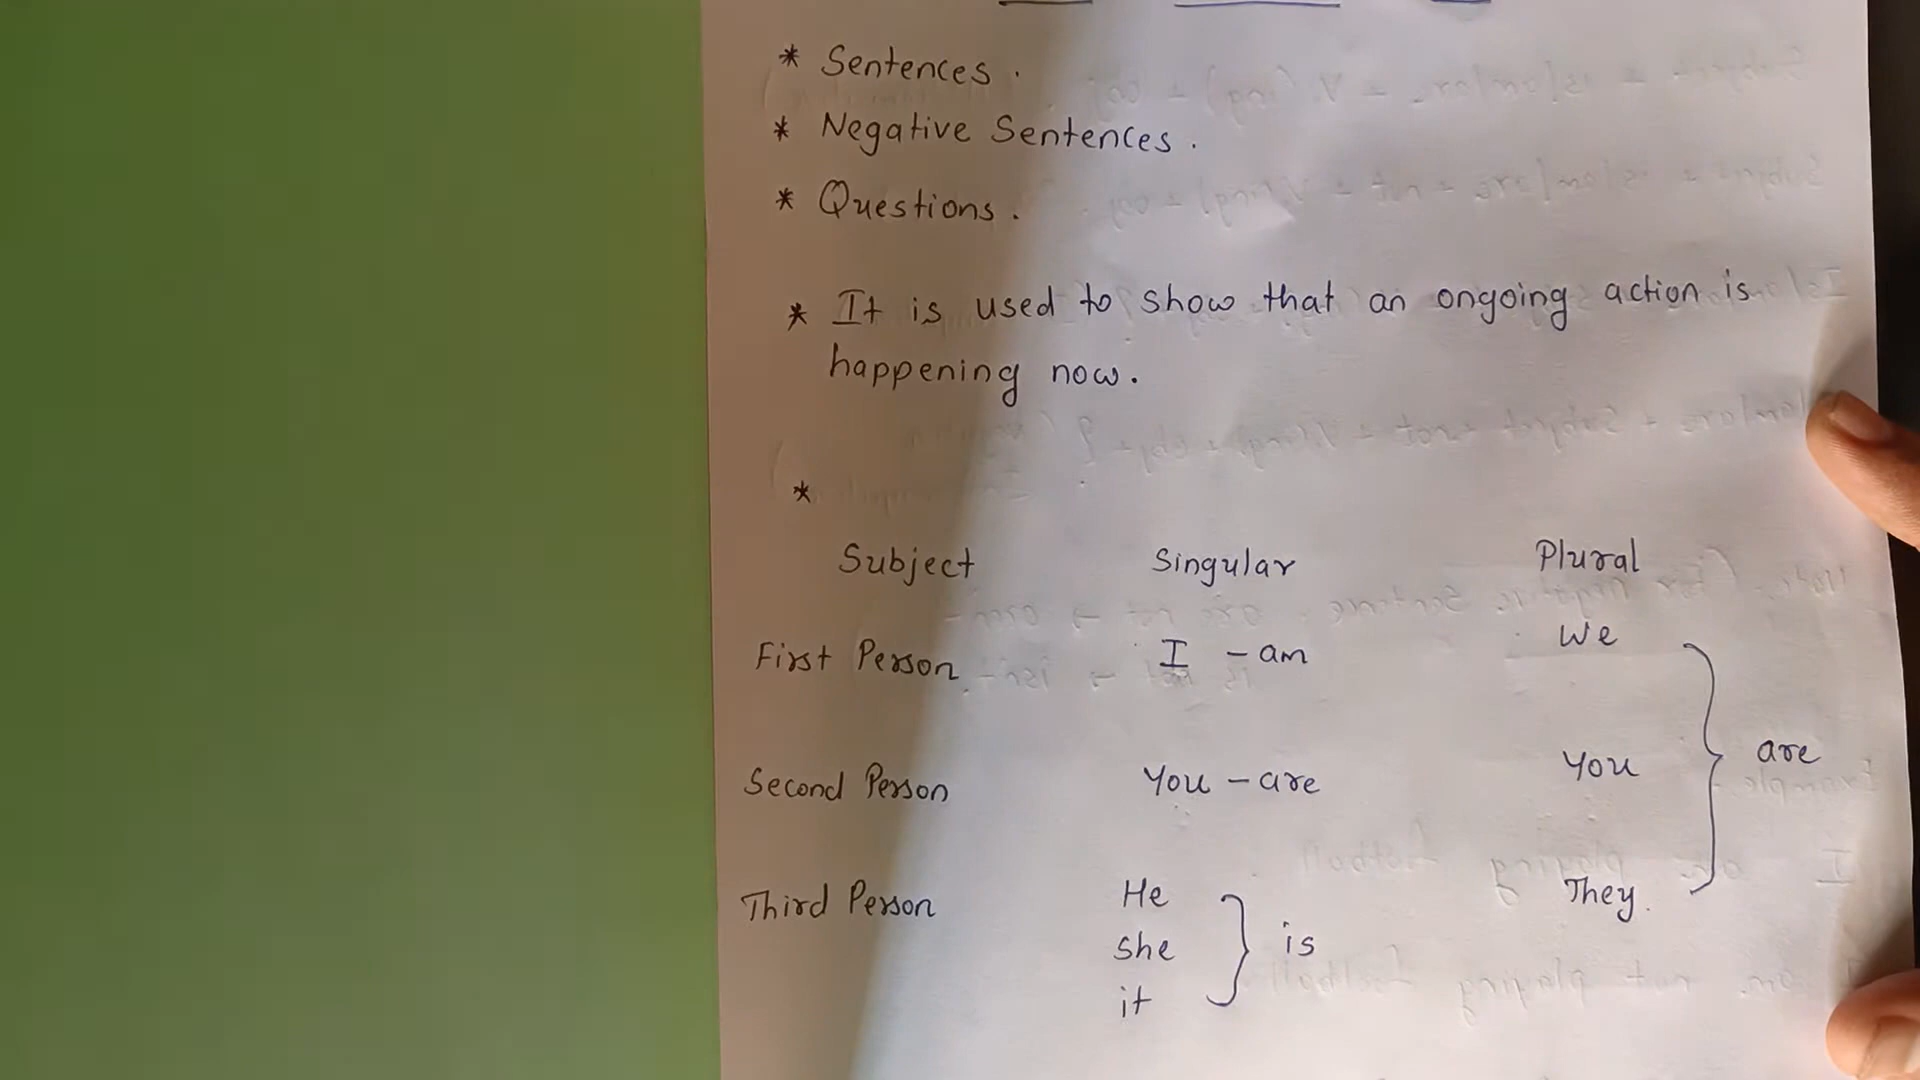 * Sentences.
* Negative Sentences.
* Questions.
* It is used to show that an ongoing action is
happening now.
*
Subject Singular Plural
First Person I - am We
Second Person You - are You are
Third Person He They.
she is
it